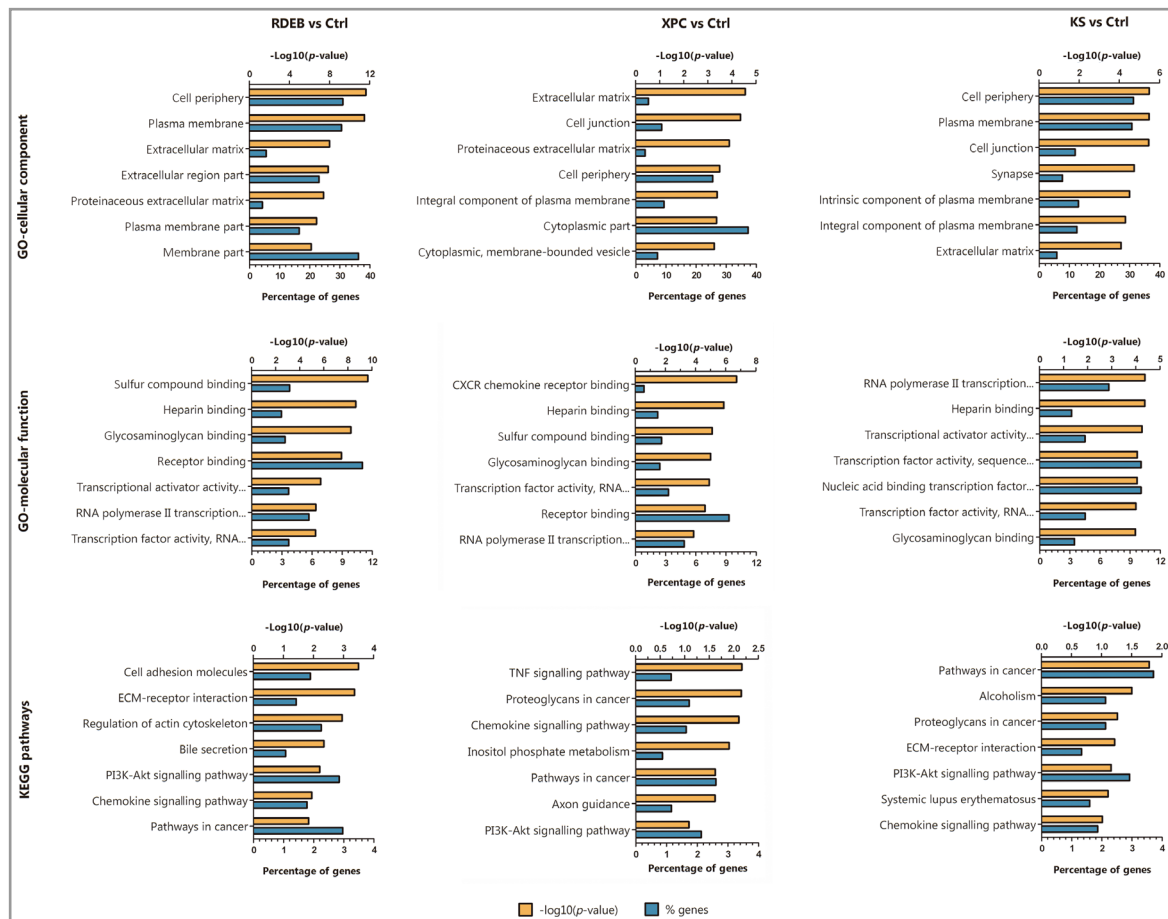 RDEB vs Ctrl
XPC vs Ctrl
KS vs Ctrl
GO-cellular component
-Log10(p-value)
0 4 8 12
Cell periphery
Plasma membrane
Extracellular matrix
Extracellular region part
Proteinaceous extracellular matrix
Plasma membrane part
Membrane part
0 10 20 30 40
Percentage of genes
-Log10(p-value)
0 1 2 3 4 5
Extracellular matrix
Cell junction
Proteinaceous extracellular matrix
Cell periphery
Integral component of plasma membrane
Cytoplasmic part
Cytoplasmic, membrane-bounded vesicle
0 10 20 30 40
Percentage of genes
-Log10(p-value)
0 2 4 6
Cell periphery
Plasma membrane
Cell junction
Synapse
Intrinsic component of plasma membrane
Integral component of plasma membrane
Extracellular matrix
0 10 20 30 40
Percentage of genes
GO-molecular function
-Log10(p-value)
0 2 4 6 8 10
Sulfur compound binding
Heparin binding
Glycosaminoglycan binding
Receptor binding
Transcriptional activator activity...
RNA polymerase II transcription...
Transcription factor activity, RNA...
0 3 6 9 12
Percentage of genes
-Log10(p-value)
0 2 4 6 8
CXCR chemokine receptor binding
Heparin binding
Sulfur compound binding
Glycosaminoglycan binding
Transcription factor activity, RNA...
Receptor binding
RNA polymerase II transcription...
0 3 6 9 12
Percentage of genes
-Log10(p-value)
0 1 2 3 4 5
RNA polymerase II transcription...
Heparin binding
Transcriptional activator activity...
Transcription factor activity, sequence...
Nucleic acid binding transcription factor...
Transcription factor activity, RNA...
Glycosaminoglycan binding
0 3 6 9 12
Percentage of genes
KEGG pathways
-Log10(p-value)
0 1 2 3 4
Cell adhesion molecules
ECM-receptor interaction
Regulation of actin cytoskeleton
Bile secretion
PI3K-Akt signalling pathway
Chemokine signalling pathway
Pathways in cancer
0 1 2 3 4
Percentage of genes
-Log10(p-value)
0.0 0.5 1.0 1.5 2.0 2.5
TNF signalling pathway
Proteoglycans in cancer
Chemokine signalling pathway
Inositol phosphate metabolism
Pathways in cancer
Axon guidance
PI3K-Akt signalling pathway
0 1 2 3 4
Percentage of genes
-Log10(p-value)
0.0 0.5 1.0 1.5 2.0
Pathways in cancer
Alcoholism
Proteoglycans in cancer
ECM-receptor interaction
PI3K-Akt signalling pathway
Systemic lupus erythematosus
Chemokine signalling pathway
0 1 2 3 4
Percentage of genes
-log10(p-value)
% genes